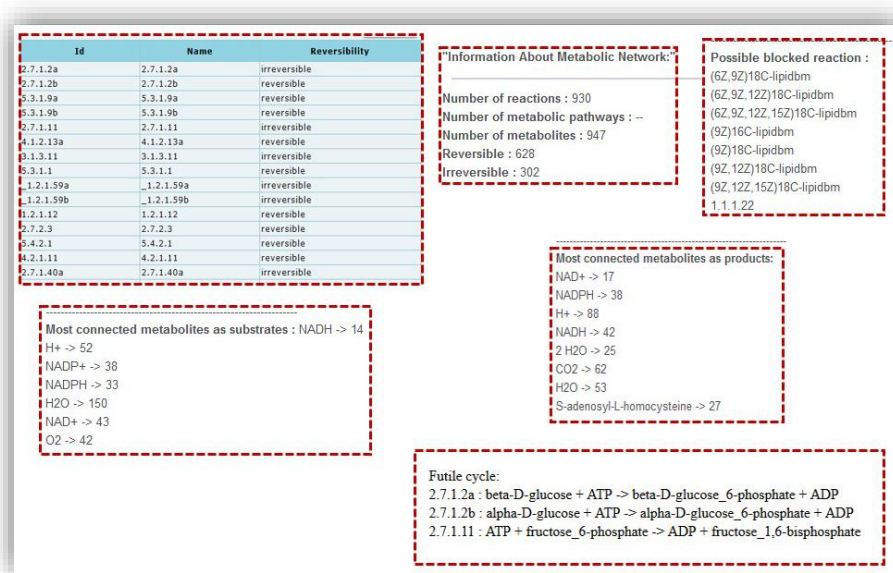 Id Name Reversibility
2.7.1.2a 2.7.1.2a irreversible
2.7.1.2b 2.7.1.2b irreversible
5.3.1.9a 5.3.1.9a reversible
5.3.1.9b 5.3.1.9b reversible
2.7.1.11 2.7.1.11 irreversible
4.1.2.13a 4.1.2.13a reversible
3.1.3.11 3.1.3.11 irreversible
5.3.1.1 5.3.1.1 reversible
_1.2.1.59a _1.2.1.59a irreversible
_1.2.1.59b _1.2.1.59b irreversible
1.2.1.12 1.2.1.12 reversible
2.7.2.3 2.7.2.3 reversible
5.4.2.1 5.4.2.1 reversible
4.2.1.11 4.2.1.11 reversible
2.7.1.40a 2.7.1.40a irreversible
"Information About Metabolic Network:"
Number of reactions : 930
Number of metabolic pathways : --
Number of metabolites : 947
Reversible : 628
Irreversible : 302
Possible blocked reaction :
(6Z,9Z)18C-lipidbm
(6Z,9Z,12Z)18C-lipidbm
(6Z,9Z,12Z,15Z)18C-lipidbm
(9Z)16C-lipidbm
(9Z)18C-lipidbm
(9Z,12Z)18C-lipidbm
(9Z,12Z,15Z)18C-lipidbm
1.1.1.22
Most connected metabolites as substrates : NADH -> 14
H+ -> 52
NADP+ -> 38
NADPH -> 33
H2O -> 150
NAD+ -> 43
O2 -> 42
Most connected metabolites as products:
NAD+ -> 17
NADPH -> 38
H+ -> 88
NADH -> 42
2 H2O -> 25
CO2 -> 62
H2O -> 53
S-adenosyl-L-homocysteine -> 27
Futile cycle:
2.7.1.2a : beta-D-glucose + ATP -> beta-D-glucose_6-phosphate + ADP
2.7.1.2b : alpha-D-glucose + ATP -> alpha-D-glucose_6-phosphate + ADP
2.7.1.11 : ATP + fructose_6-phosphate -> ADP + fructose_1,6-bisphosphate